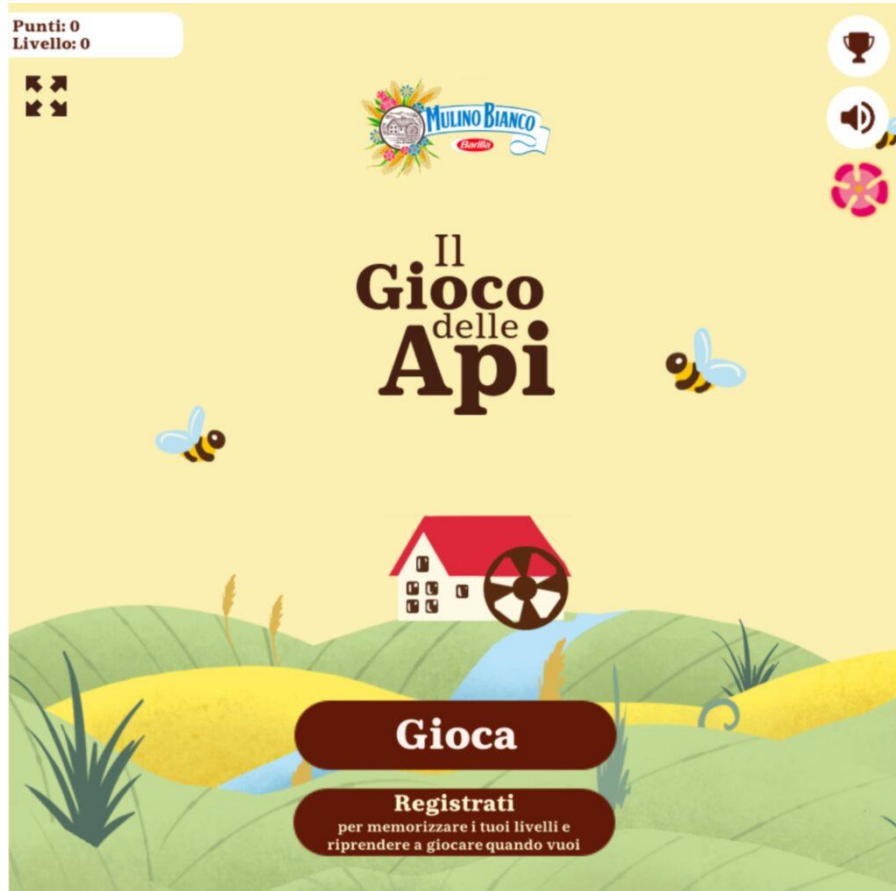 Punti: 0
Livello: 0
MULINO BIANCO
Barilla
Il
Gioco
delle
Api
Gioca
Registrati
per memorizzare i tuoi livelli e
riprendere a giocare quando vuoi